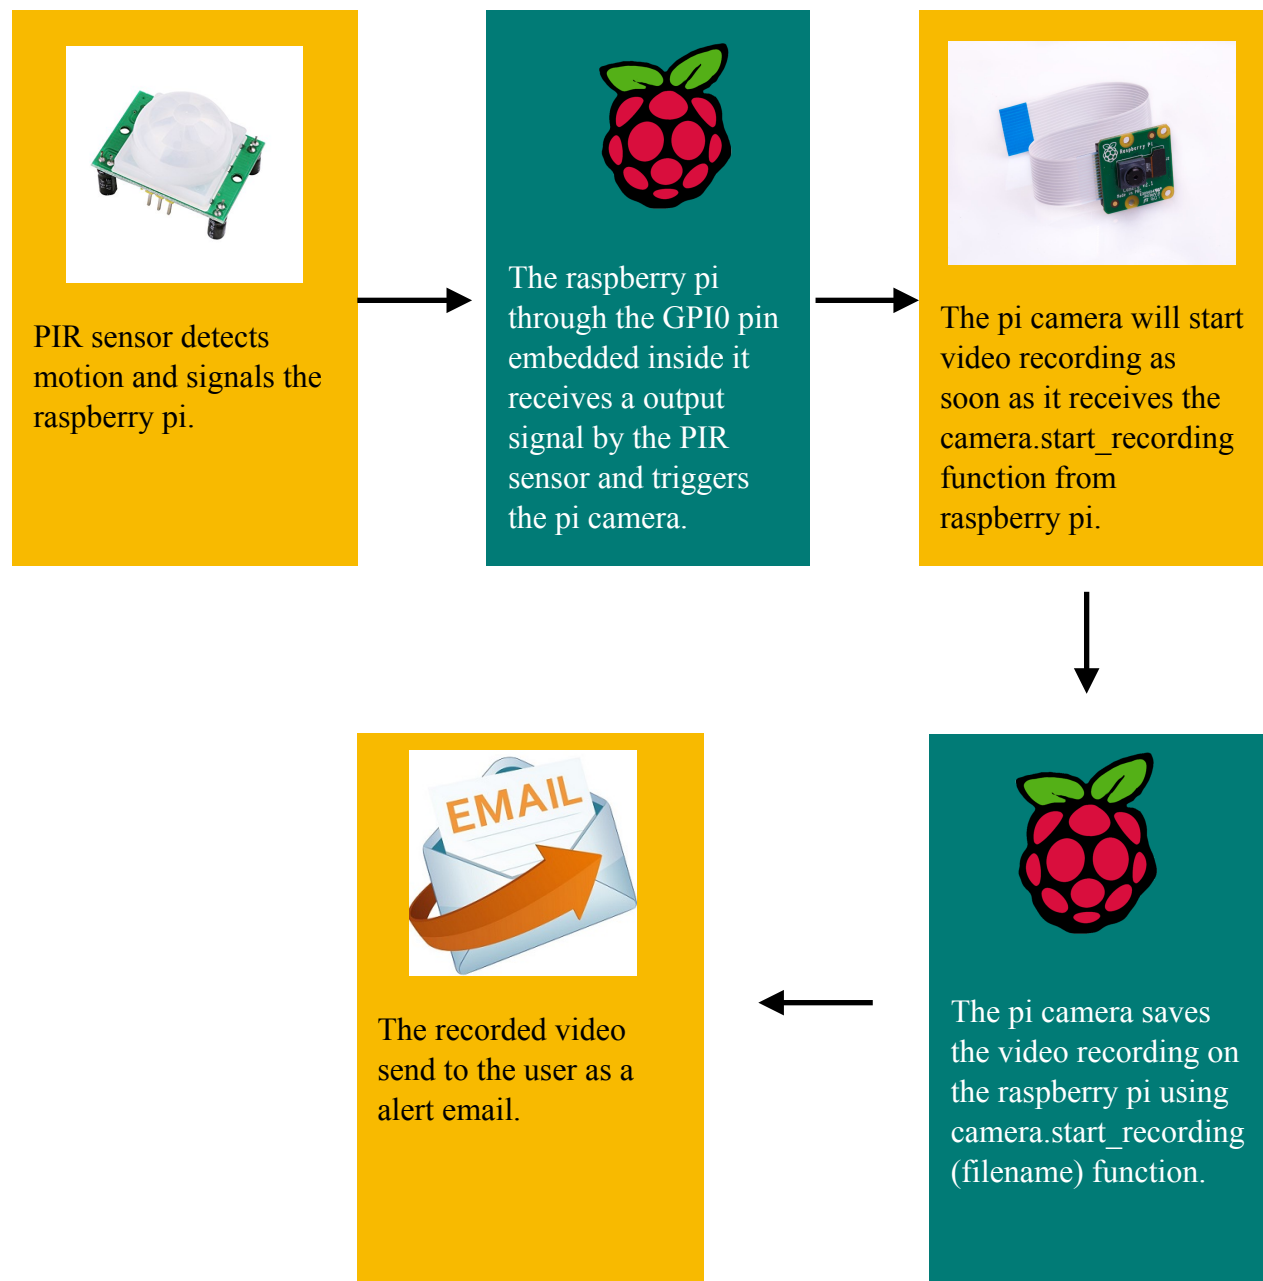 PIR sensor detects
motion and signals the
raspberry pi.
The raspberry pi
through the GPI0 pin
embedded inside it
receives a output
signal by the PIR
sensor and triggers
the pi camera.
Raspberry Pi
The pi camera will start
video recording as
soon as it receives the
camera.start_recording
function from
raspberry pi.
The pi camera saves
the video recording on
the raspberry pi using
camera.start_recording
(filename) function.
EMAIL
The recorded video
send to the user as a
alert email.